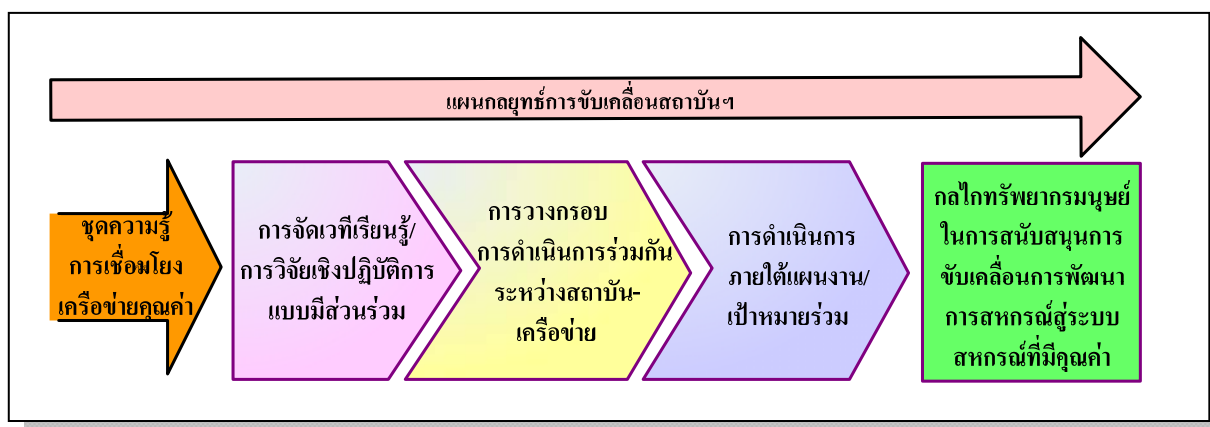 แผนกลยุทธ์การขับเคลื่อนสถาบันฯ
ชุดความรู้
การเชื่อมโยง
เครือข่ายคุณค่า
การจัดเวทีเรียนรู้/
การวิจัยเชิงปฏิบัติการ
แบบมีส่วนร่วม
การวางกรอบ
การดำเนินการร่วมกัน
ระหว่างสถาบัน-
เครือข่าย
การดำเนินการ
ภายใต้แผนงาน/
เป้าหมายร่วม
กลไกทรัพยากรมนุษย์
ในการสนับสนุนการ
ขับเคลื่อนการพัฒนา
การสหกรณ์สู่ระบบ
สหกรณ์ที่มีคุณค่า